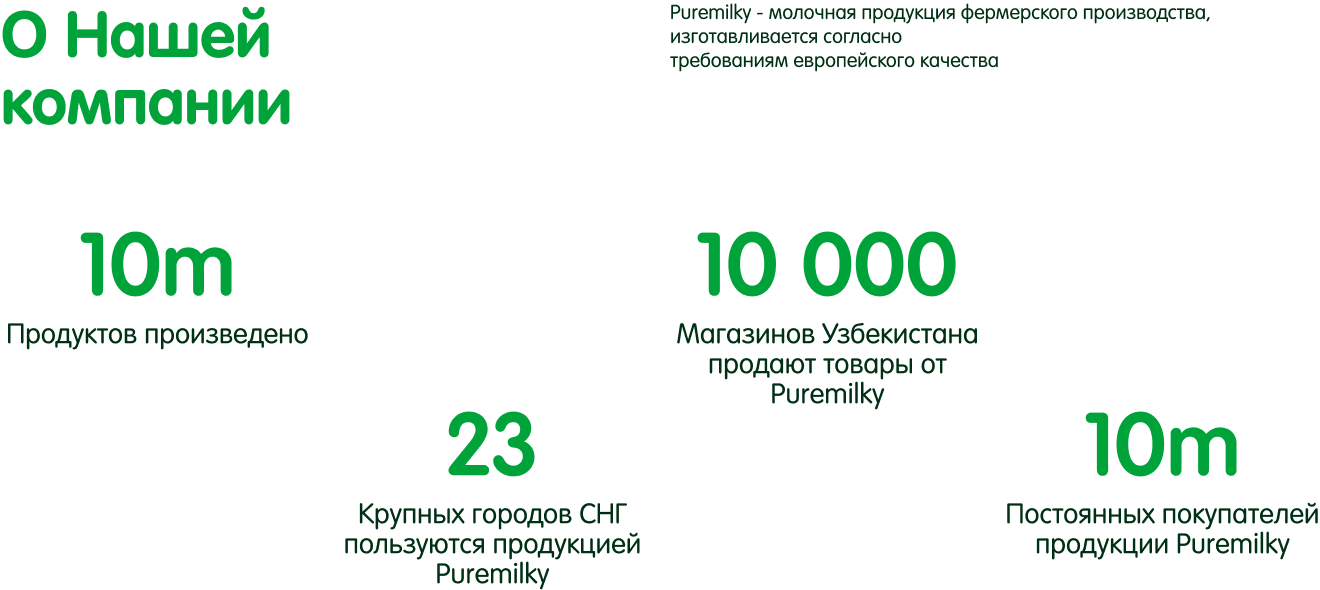 О Нашей
компании
Puremilky - молочная продукция фермерского производства,
изготавливается согласно
требованиям европейского качества
10m
Продуктов произведено
23
Крупных городов СНГ
пользуются продукцией
Puremilky
10 000
Магазинов Узбекистана
продают товары от
Puremilky
10m
Постоянных покупателей
продукции Puremilky